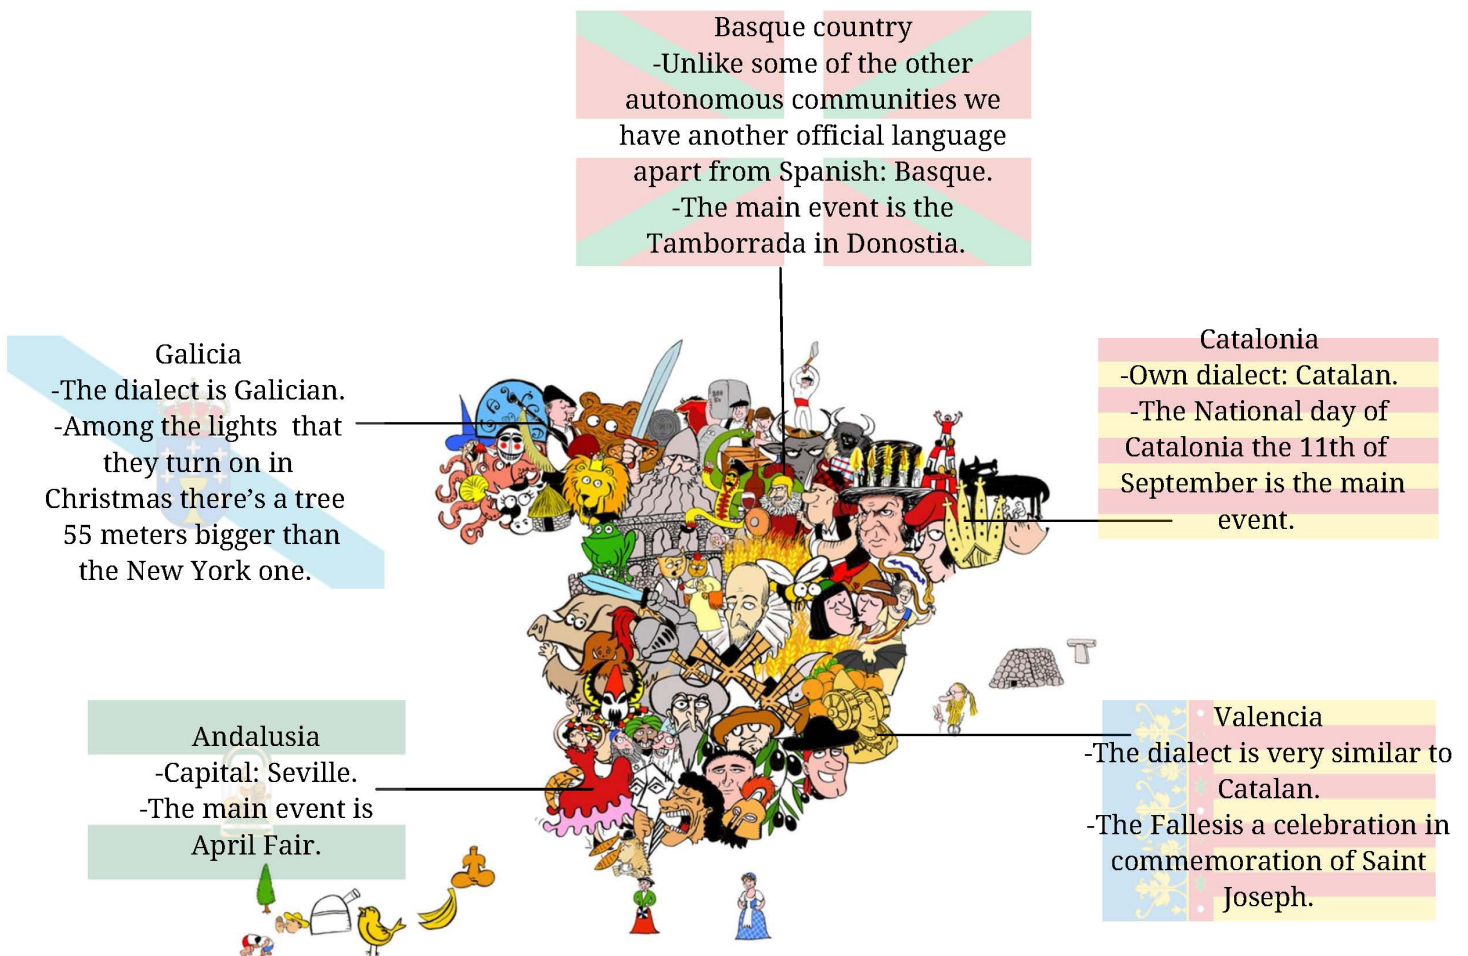 Basque country
-Unlike some of the other
autonomous communities we
have another official language
apart from Spanish: Basque.
-The main event is the
Tamborrada in Donostia.
Galicia
-The dialect is Galician.
-Among the lights that
they turn on in
Christmas there’s a tree
55 meters bigger than
the New York one.
Catalonia
-Own dialect: Catalan.
-The National day of
Catalonia the 11th of
September is the main
event.
Andalusia
-Capital: Seville.
-The main event is
April Fair.
Valencia
-The dialect is very similar to
Catalan.
-The Fallesis a celebration in
commemoration of Saint
Joseph.